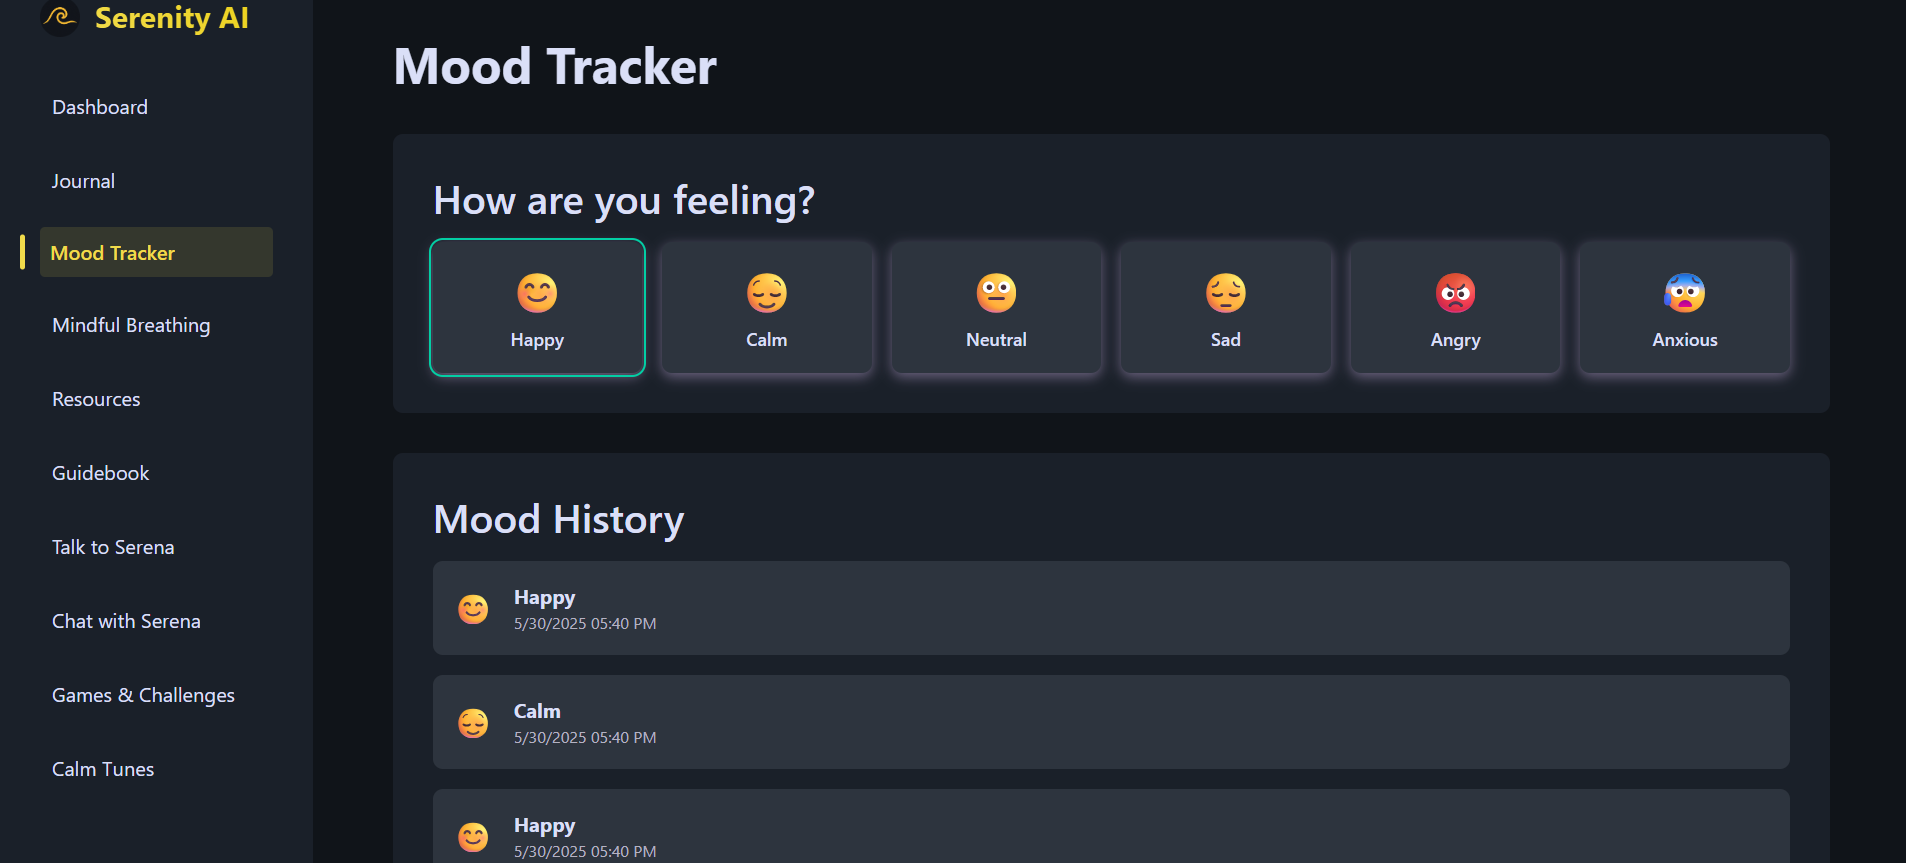 Serenity AI
Dashboard
Journal
Mood Tracker
Mindful Breathing
Resources
Guidebook
Talk to Serena
Chat with Serena
Games & Challenges
Calm Tunes
Mood Tracker
How are you feeling?
Happy
Calm
Neutral
Sad
Angry
Anxious
Mood History
Happy
5/30/2025 05:40 PM
Calm
5/30/2025 05:40 PM
Happy
5/30/2025 05:40 PM